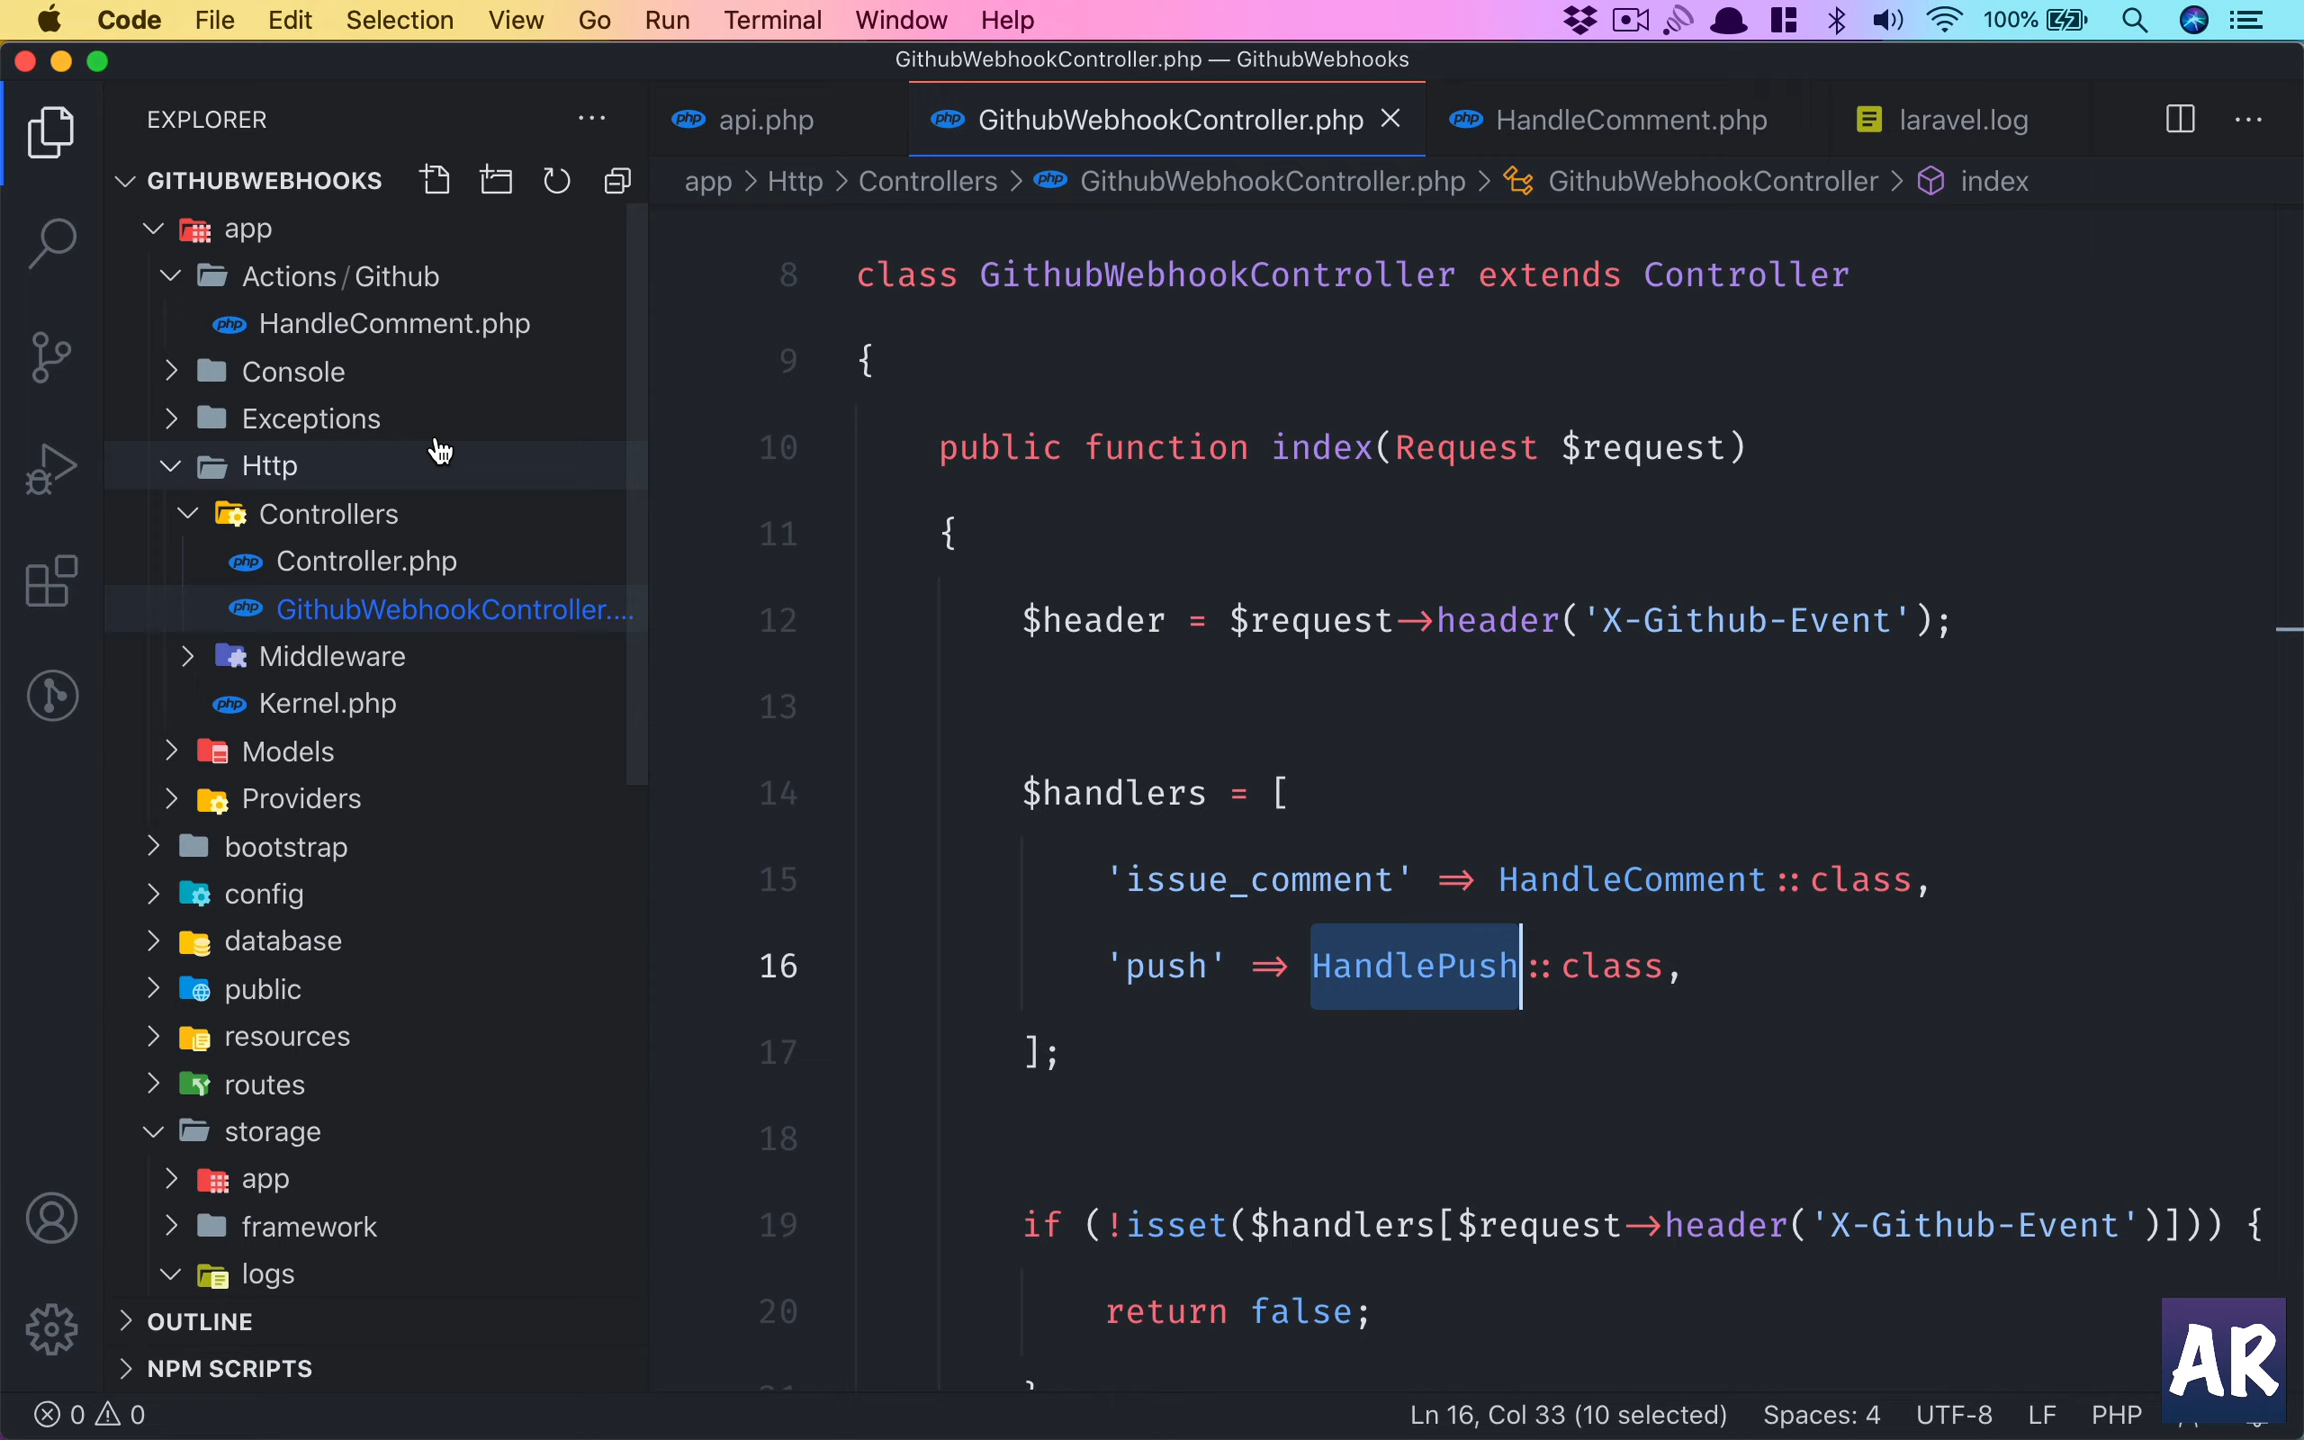 Code File Edit Selection View Go Run Terminal Window Help 100%
GithubWebhookController.php — GithubWebhooks
EXPLORER
api.php GithubWebhookController.php HandleComment.php laravel.log
GITHUBWEBHOOKS
app > Http > Controllers > GithubWebhookController.php > GithubWebhookController > index
app
Actions / Github
HandleComment.php
Console
Exceptions
Http
Controllers
Controller.php
GithubWebhookController....
Middleware
Kernel.php
Models
Providers
bootstrap
config
database
public
resources
routes
storage
app
framework
logs
OUTLINE
NPM SCRIPTS
8 class GithubWebhookController extends Controller
9 {
10 public function index(Request $request)
11 {
12 $header = $request->header('X-Github-Event');
13
14 $handlers = [
15 'issue_comment' => HandleComment::class,
16 'push' => HandlePush::class,
17 ];
18
19 if (!isset($handlers[$request->header('X-Github-Event')])) {
20 return false;
0 0 Ln 16, Col 33 (10 selected) Spaces: 4 UTF-8 LF PHP
AR